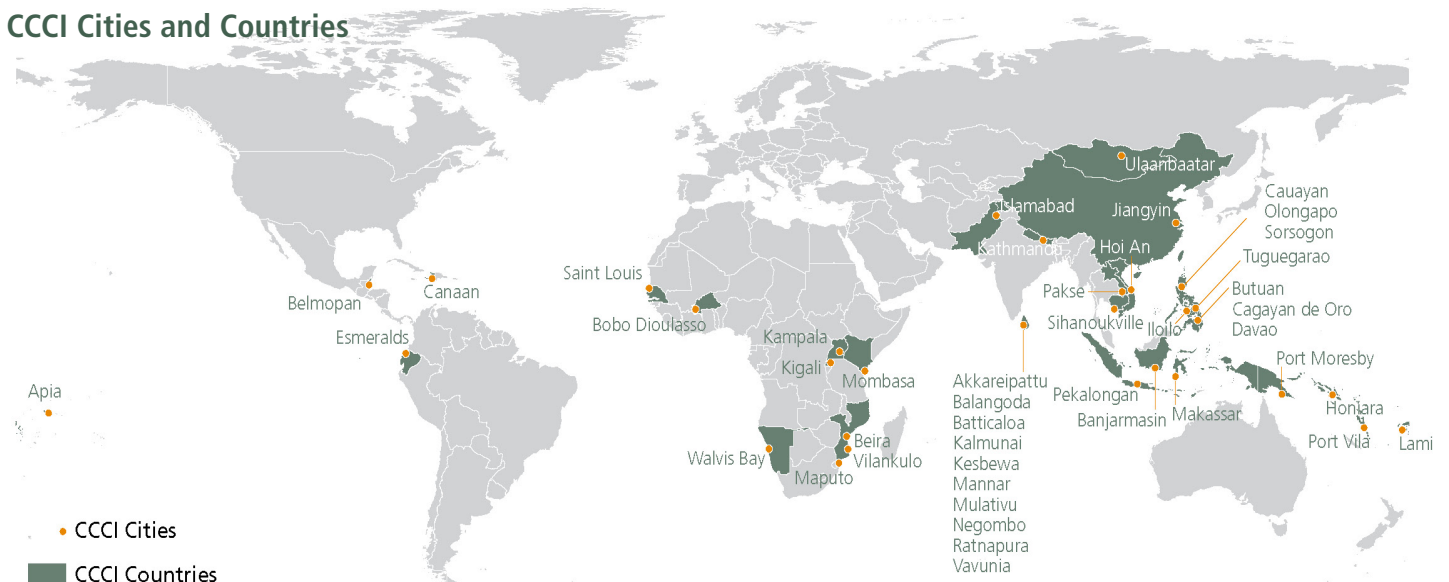 CCCI Cities and Countries
Ulaanbaatar
Islamabad
Jiangyin
Kathmandu
Hoi An
Cauayan
Olongapo
Sorsogon
Tuguegarao
Butuan
Cagayan de Oro
Davao
Saint Louis
Bobo Dioulasso
Belmopan
Canaan
Esmeralds
Apia
Pakse
Sihanoukville
Iloilo
Kampala
Kigali
Mombasa
Akkareipattu
Balangoda
Batticaloa
Kalmunai
Kesbewa
Mannar
Mulativu
Negombo
Ratnapura
Vavunia
Pekalongan
Banjarmasin
Makassar
Port Moresby
Honiara
Port Vila
Lami
Walvis Bay
Beira
Vilankulo
Maputo
CCCI Cities
CCCI Countries